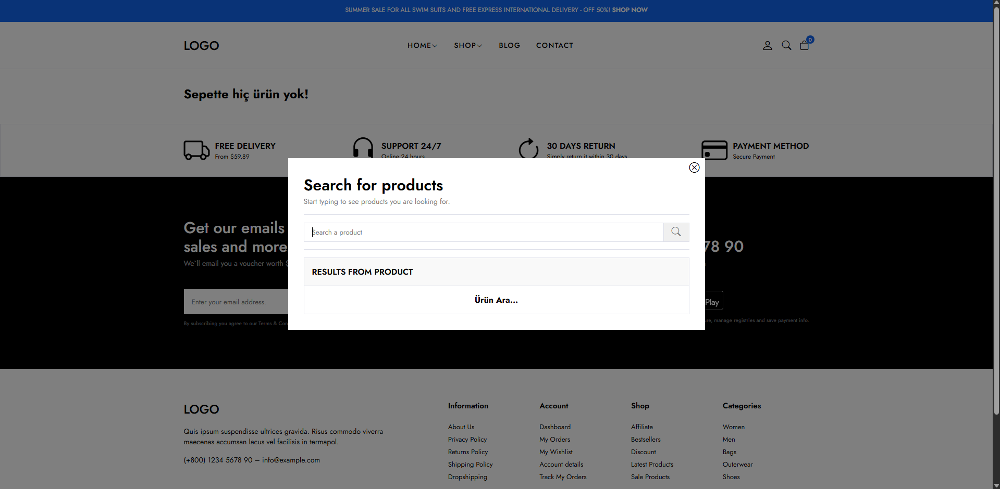 SUMMER SALE FOR ALL SWIM SUITS AND FREE EXPRESS INTERNATIONAL DELIVERY - OFF 50%! SHOP NOW
LOGO
HOME
SHOP
BLOG
CONTACT
0
Sepette hiç ürün yok!
FREE DELIVERY
From $59.89
SUPPORT 24/7
Online 24 hours
30 DAYS RETURN
Simply return it within 30 days
PAYMENT METHOD
Secure Payment
Search for products
Start typing to see products you are looking for.
Search a product
RESULTS FROM PRODUCT
Ürün Ara...
Get our emails
sales and more.
We`ll email you a voucher worth $
Enter your email address.
By subscribing you agree to our Terms & Con
78 90
Play
ure, manage registries and save payment info.
LOGO
Quis ipsum suspendisse ultrices gravida. Risus commodo viverra
maecenas accumsan lacus vel facilisis in termapol.
(+800) 1234 5678 90 – info@example.com
Information
About Us
Privacy Policy
Returns Policy
Shipping Policy
Dropshipping
Account
Dashboard
My Orders
My Wishlist
Account details
Track My Orders
Shop
Affiliate
Bestsellers
Discount
Latest Products
Sale Products
Categories
Women
Men
Bags
Outerwear
Shoes